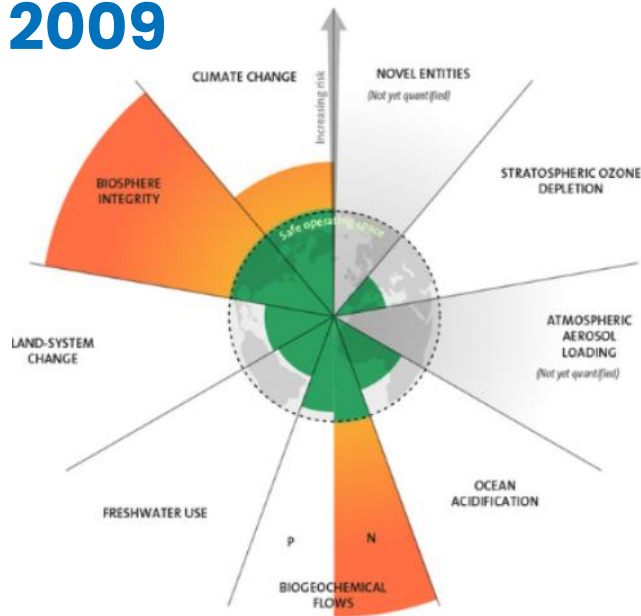 2009
CLIMATE CHANGE
Increasing risk
NOVEL ENTITIES
(Not yet quantified)
STRATOSPHERIC OZONE
DEPLETION
BIOSPHERE
INTEGRITY
Safe operating space
ATMOSPHERIC
AEROSOL
LOADING
(Not yet quantified)
LAND-SYSTEM
CHANGE
OCEAN
ACIDIFICATION
FRESHWATER USE
P
N
BIOGEOCHEMICAL
FLOWS